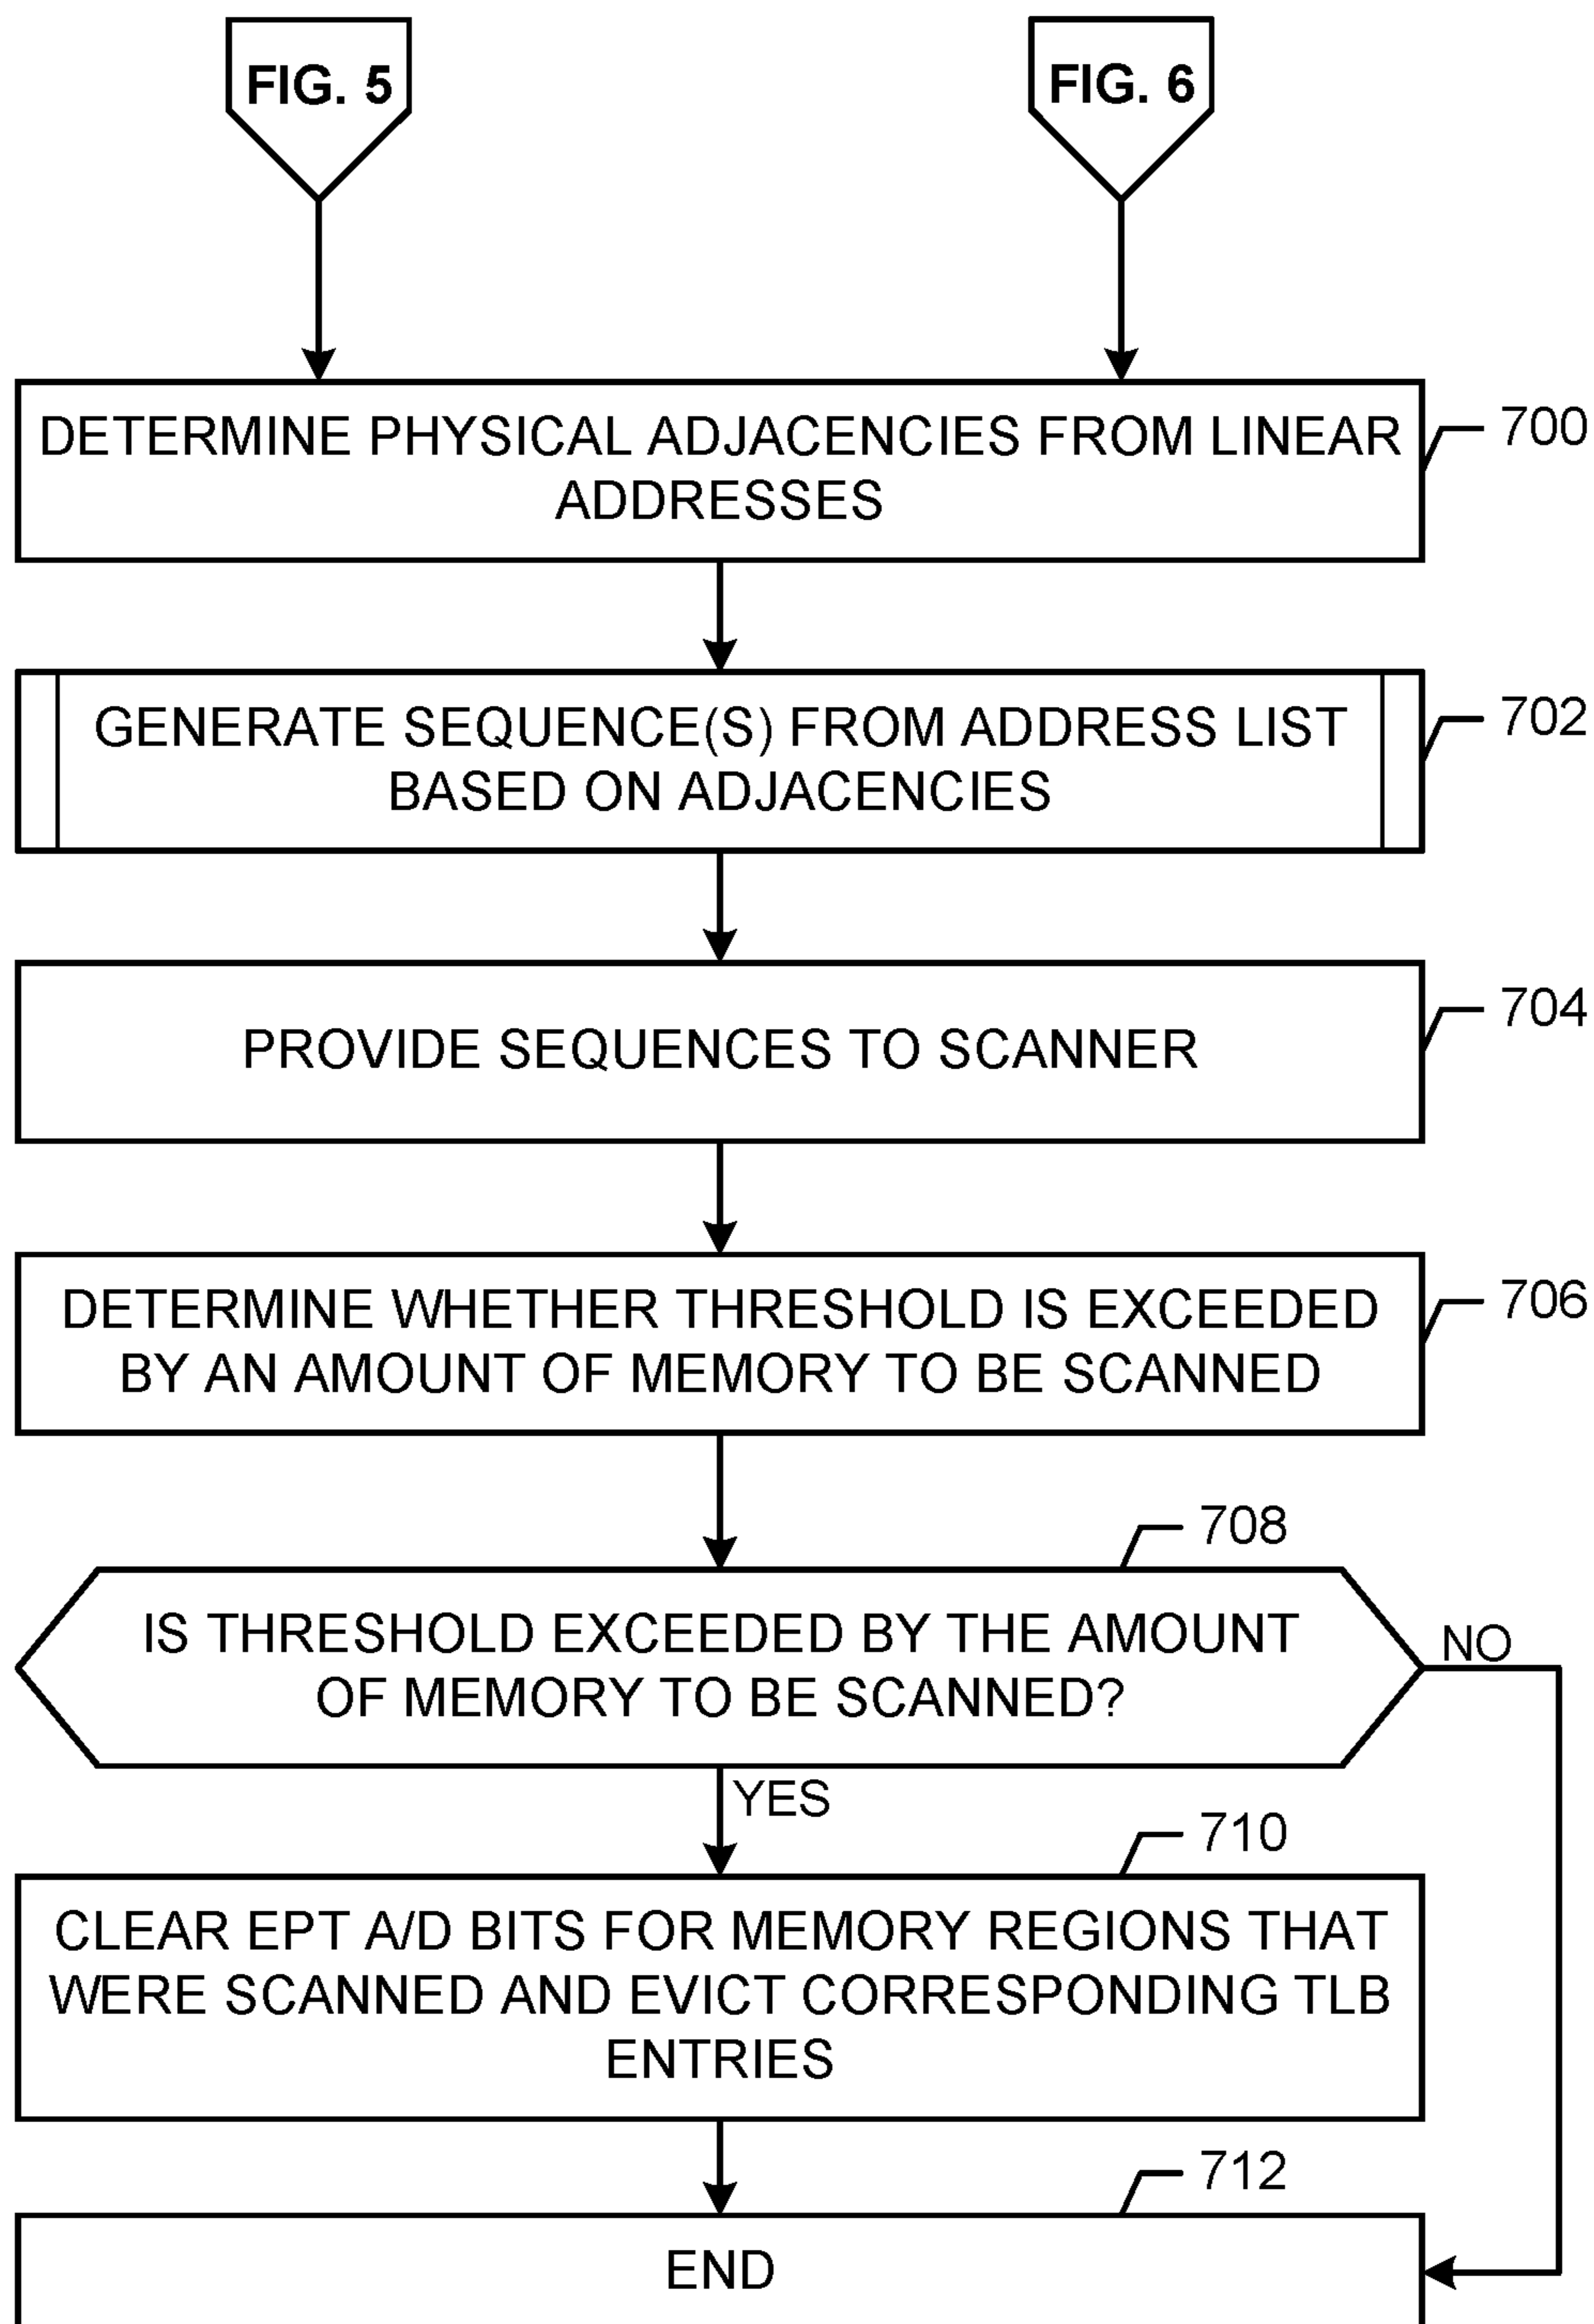 FIG. 5
FIG. 6
DETERMINE PHYSICAL ADJACENCIES FROM LINEAR
ADDRESSES
700
GENERATE SEQUENCE(S) FROM ADDRESS LIST
BASED ON ADJACENCIES
702
PROVIDE SEQUENCES TO SCANNER
704
DETERMINE WHETHER THRESHOLD IS EXCEEDED
BY AN AMOUNT OF MEMORY TO BE SCANNED
706
708
IS THRESHOLD EXCEEDED BY THE AMOUNT
OF MEMORY TO BE SCANNED?
NO
YES
710
CLEAR EPT A/D BITS FOR MEMORY REGIONS THAT
WERE SCANNED AND EVICT CORRESPONDING TLB
ENTRIES
712
END